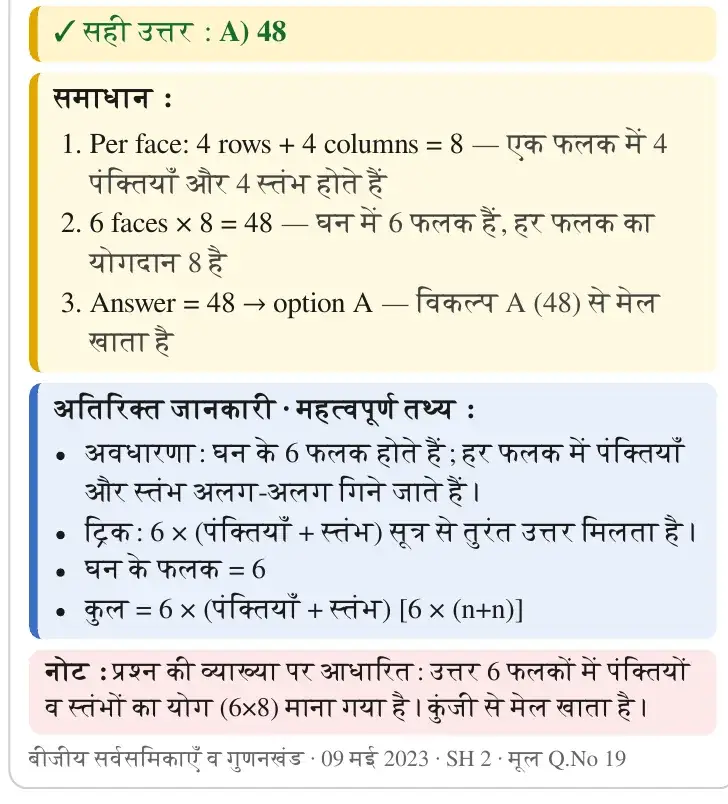 ✓ सही उत्तर : A) 48
समाधान :
1. Per face: 4 rows + 4 columns = 8 — एक फलक में 4
पंक्तियाँ और 4 स्तंभ होते हैं
2. 6 faces × 8 = 48 — घन में 6 फलक हैं, हर फलक का
योगदान 8 है
3. Answer = 48 → option A — विकल्प A (48) से मेल
खाता है
अतिरिक्त जानकारी · महत्वपूर्ण तथ्य :
• अवधारणा : घन के 6 फलक होते हैं ; हर फलक में पंक्तियाँ
और स्तंभ अलग-अलग गिने जाते हैं ।
• ट्रिक : 6 × (पंक्तियाँ + स्तंभ) सूत्र से तुरंत उत्तर मिलता है ।
• घन के फलक = 6
• कुल = 6 × (पंक्तियाँ + स्तंभ) [6 × (n+n)]
नोट : प्रश्न की व्याख्या पर आधारित : उत्तर 6 फलकों में पंक्तियों
व स्तंभों का योग (6×8) माना गया है । कुंजी से मेल खाता है ।
बीजीय सर्वसमिकाएँ व गुणनखंड · 09 मई 2023 · SH 2 · मूल Q.No 19